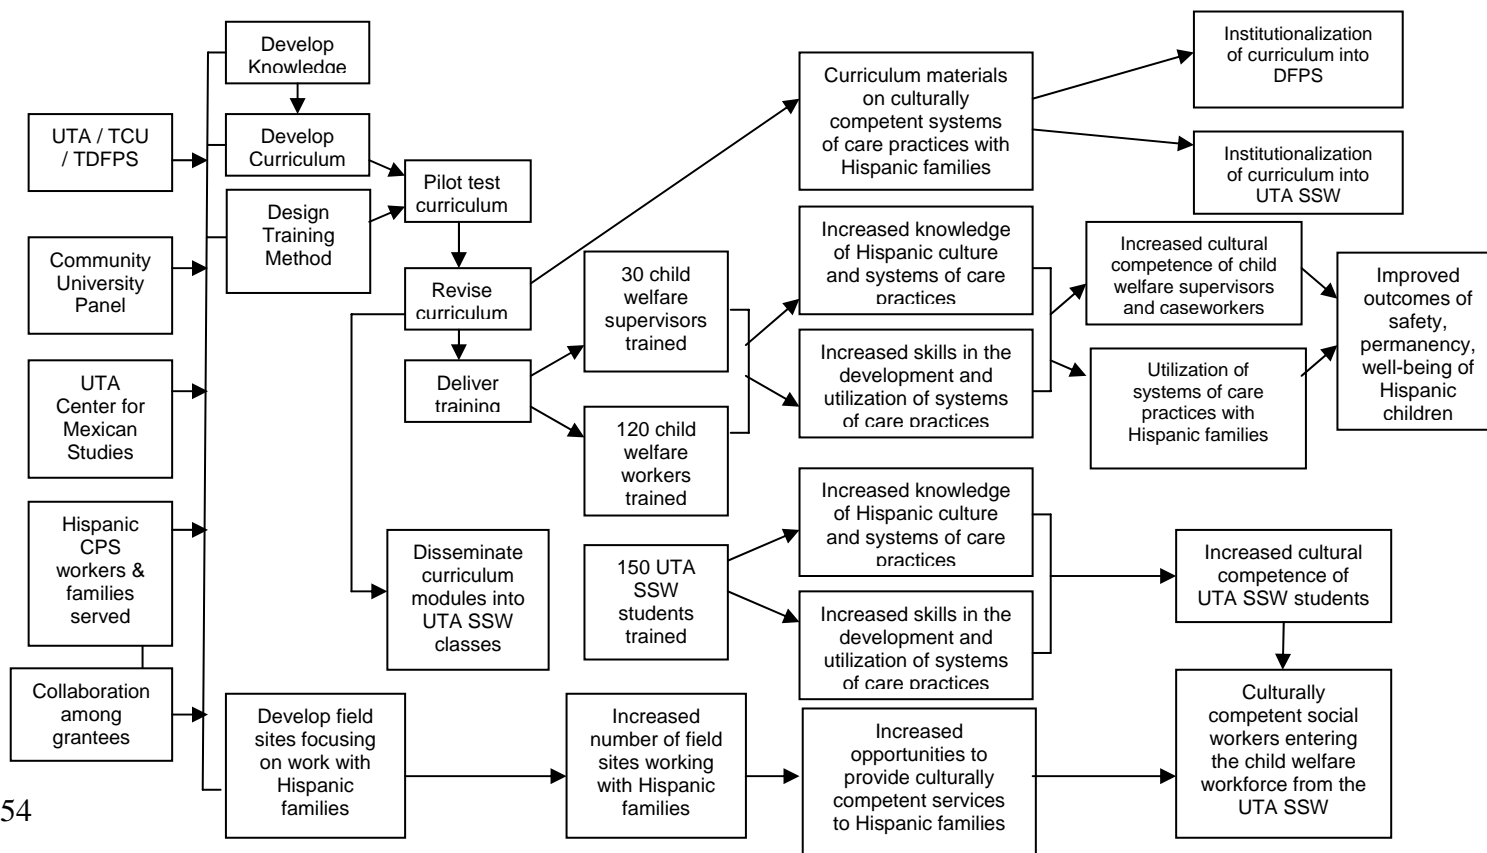 Develop
Knowledge
UTA / TCU
/ TDFPS
Develop
Curriculum
Design
Training
Method
Community
University
Panel
UTA
Center for
Mexican
Studies
Hispanic
CPS
workers &
families
served
Collaboration
among
grantees
Pilot test
curriculum
Revise
curriculum
Deliver
training
Disseminate
curriculum
modules into
UTA SSW
classes
Develop field
sites focusing
on work with
Hispanic
families
30 child
welfare
supervisors
trained
120 child
welfare
workers
trained
150 UTA
SSW
students
trained
Increased
number of field
sites working
with Hispanic
families
Curriculum materials
on culturally
competent systems
of care practices with
Hispanic families
Increased knowledge
of Hispanic culture
and systems of care
practices
Increased skills in the
development and
utilization of systems
of care practices
Increased knowledge
of Hispanic culture
and systems of care
practices
Increased skills in the
development and
utilization of systems
of care practices
Increased
opportunities to
provide culturally
competent services
to Hispanic families
Institutionalization
of curriculum into
DFPS
Institutionalization
of curriculum into
UTA SSW
Increased cultural
competence of child
welfare supervisors
and caseworkers
Utilization of
systems of care
practices with
Hispanic families
Improved
outcomes of
safety,
permanency,
well-being of
Hispanic
children
Increased cultural
competence of
UTA SSW students
Culturally
competent social
workers entering
the child welfare
workforce from the
UTA SSW
54